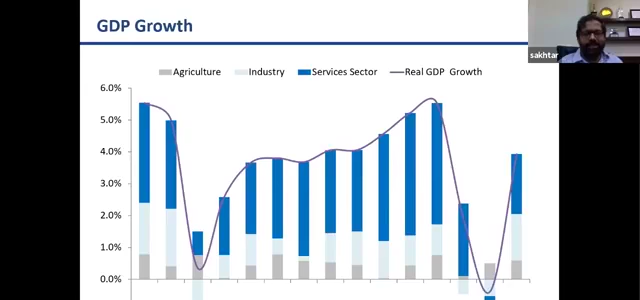 GDP Growth
sakhtar
Agriculture Industry Services Sector Real GDP Growth
6.0%
5.0%
4.0%
3.0%
2.0%
1.0%
0.0%